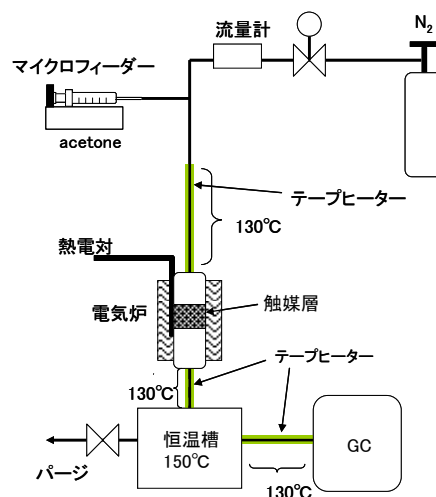 流量計
N2
マイクロフィーダー
acetone
テープヒーター
130℃
熱電対
電気炉
触媒層
テープヒーター
130℃
恒温槽
150℃
GC
パージ
130℃